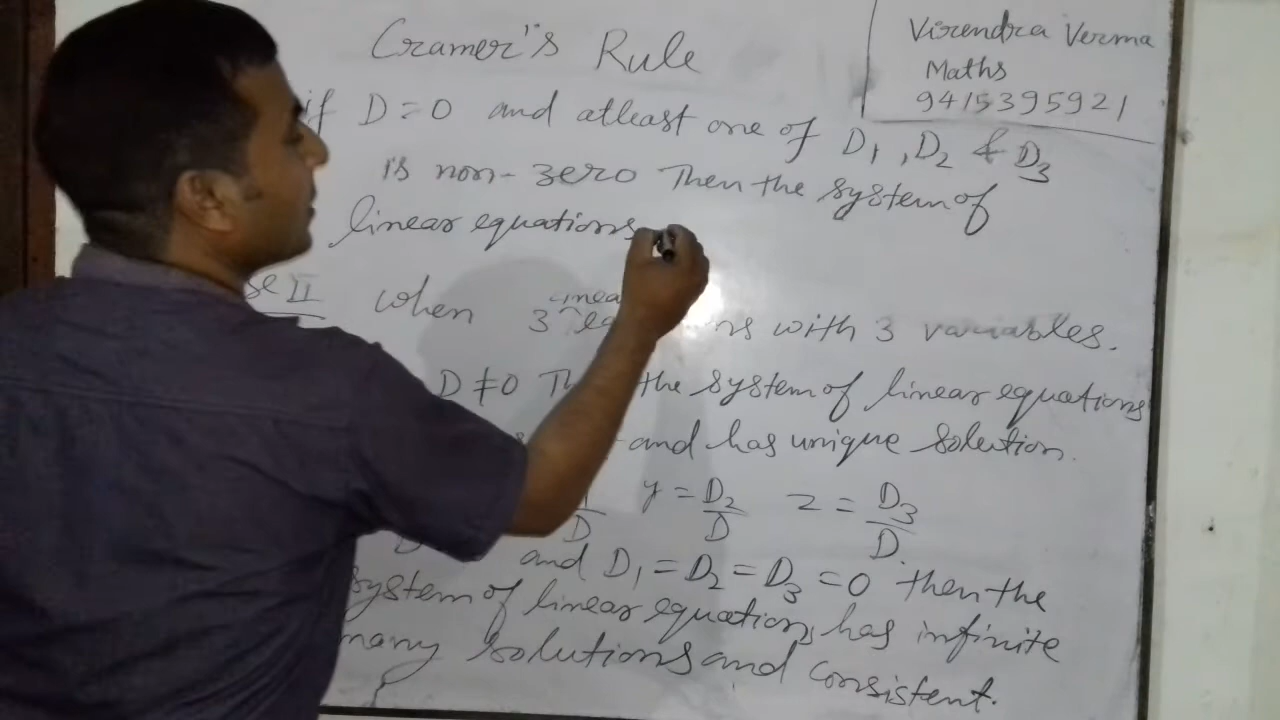 Cramer's Rule
Virendra Verma
Maths
9415395921
if D = 0 and atleast one of D1, D2 & D3
is non-zero Then the system of
linear equations
II when 3 linear with 3 variables.
D ≠ 0 the system of linear equations
and has unique solution.
D y = D2/D z = D3/D.
and D1 = D2 = D3 = 0 then the
system of linear equations has infinite
many solutions and consistent.